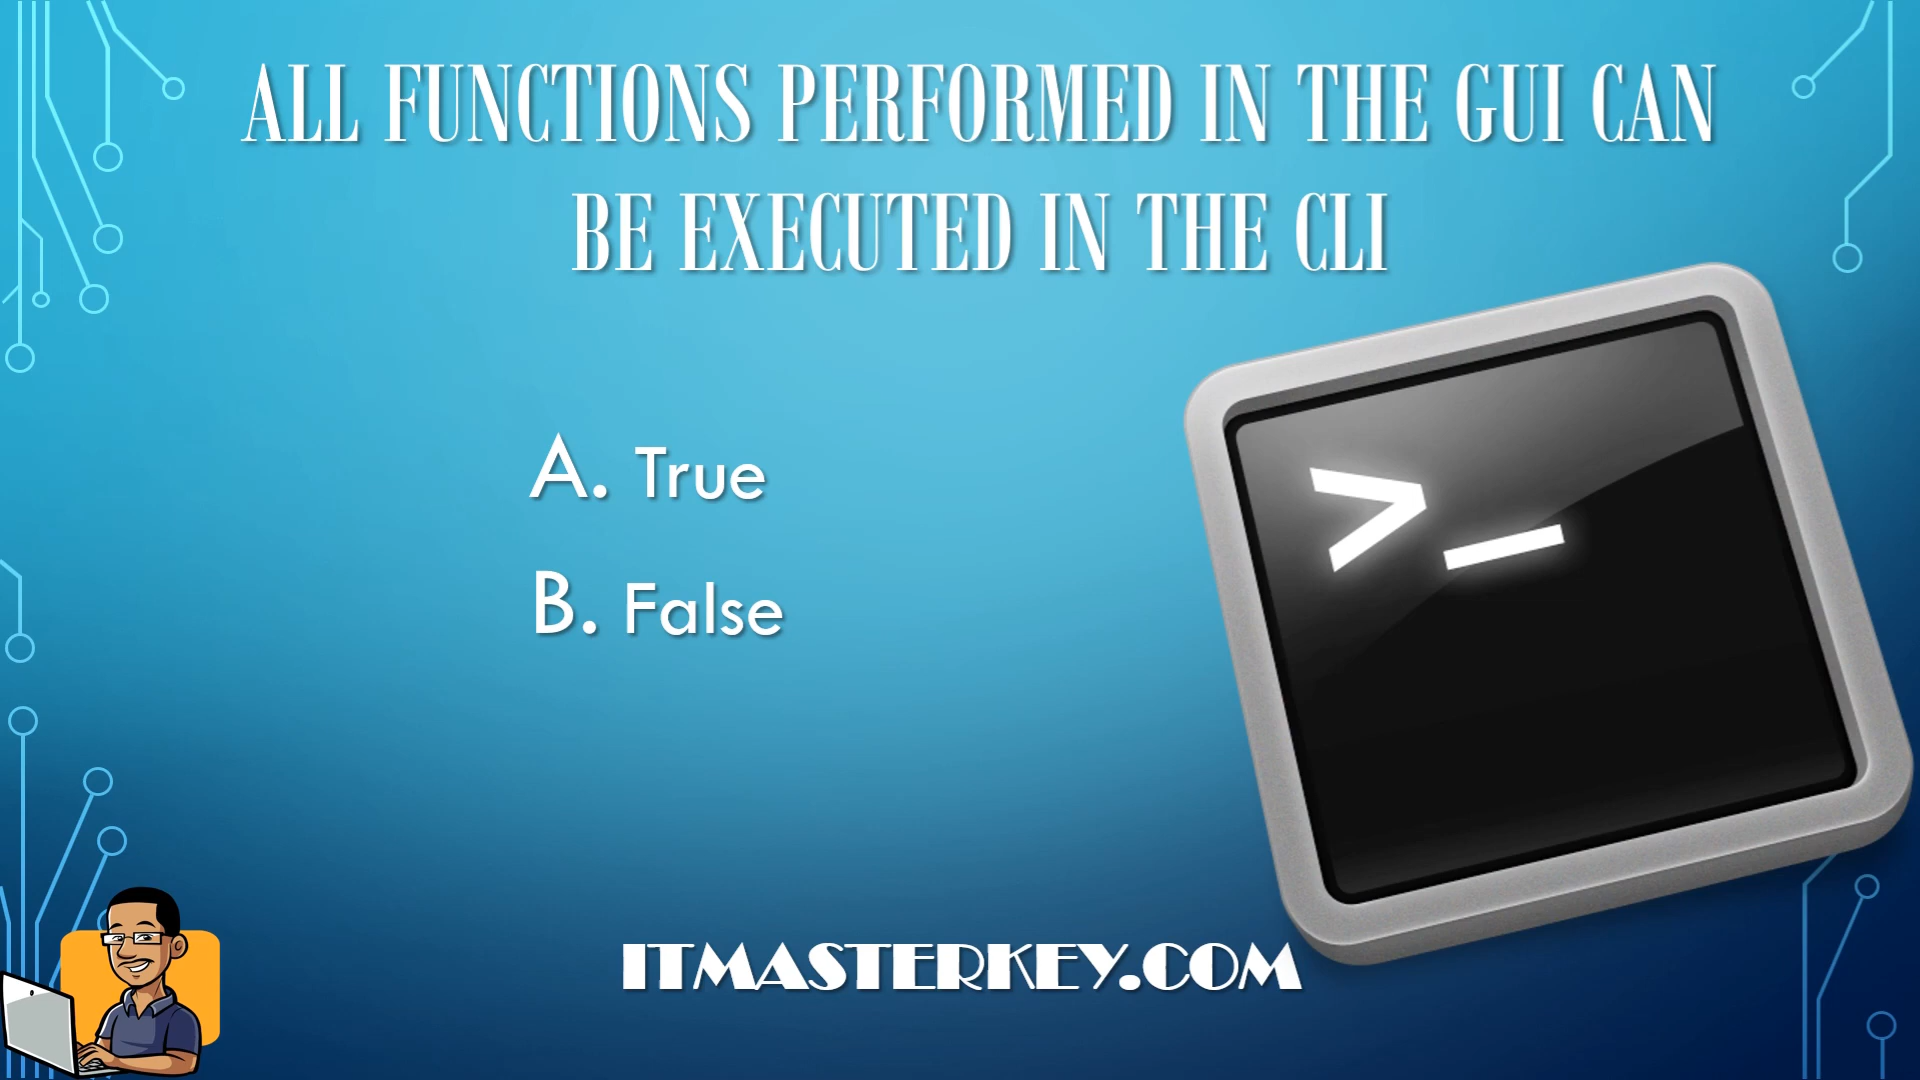 ALL FUNCTIONS PERFORMED IN THE GUI CAN
BE EXECUTED IN THE CLI
A. True
B. False
>_
ITMASTERKEY.COM